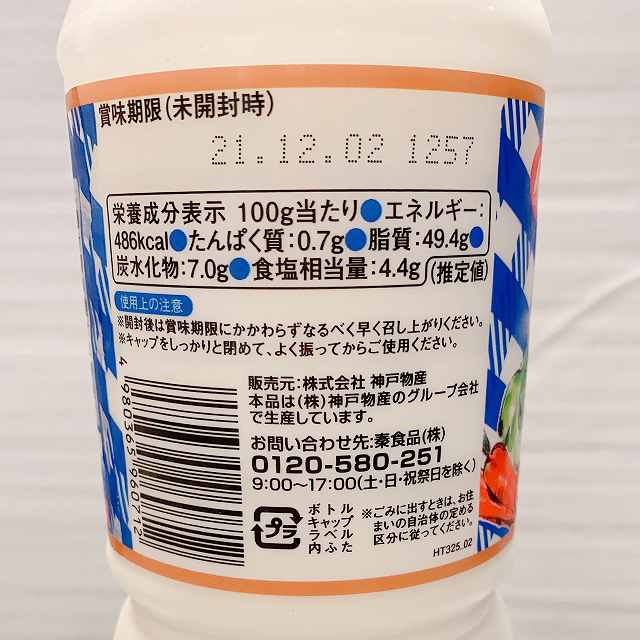 賞味期限(未開封時)
21.12.02 1257
栄養成分表示 100g当たり●エネルギー:
486kcal●たんぱく質:0.7g●脂質:49.4g●
炭水化物:7.0g●食塩相当量:4.4g(推定値)
使用上の注意
※開封後は賞味期限にかかわらずなるべく早く召し上がりください。
※キャップをしっかりと閉めて、よく振ってからご使用ください。
4980365960712
販売元:株式会社 神戸物産
本品は(株)神戸物産のグループ会社
で生産しています。
お問い合わせ先:秦食品(株)
0120-580-251
9:00～17:00(土・日・祝祭日を除く)
プラ
ボトル
キャップ
ラベル
内ふた
※ごみに出すときは、お住
まいの自治体の定める
区分に従ってください。
HT325_02